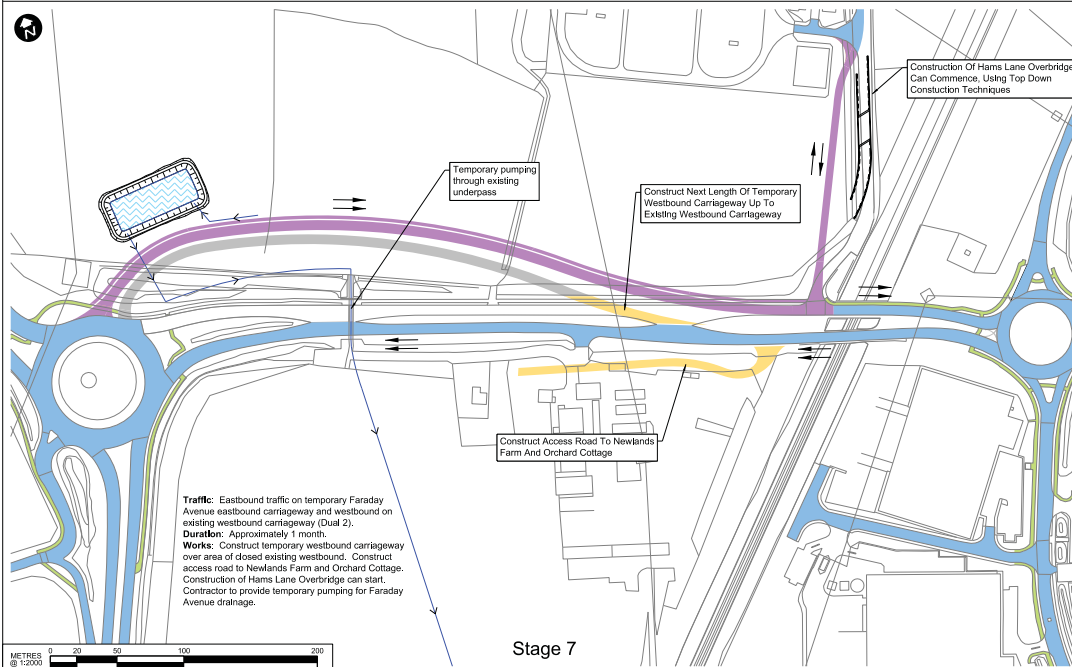 N
Construction Of Hams Lane Overbridge
Can Commence, Using Top Down
Constuction Techniques
Temporary pumping
through existing
underpass
Construct Next Length Of Temporary
Westbound Carriageway Up To
Existing Westbound Carriageway
Construct Access Road To Newlands
Farm And Orchard Cottage
Traffic: Eastbound traffic on temporary Faraday
Avenue eastbound carriageway and westbound on
existing westbound carriageway (Dual 2).
Duration: Approximately 1 month.
Works: Construct temporary westbound carriageway
over area of closed existing westbound. Construct
access road to Newlands Farm and Orchard Cottage.
Construction of Hams Lane Overbridge can start.
Contractor to provide temporary pumping for Faraday
Avenue drainage.
Stage 7
METRES 0 20 50 100 200
@ 1:2000